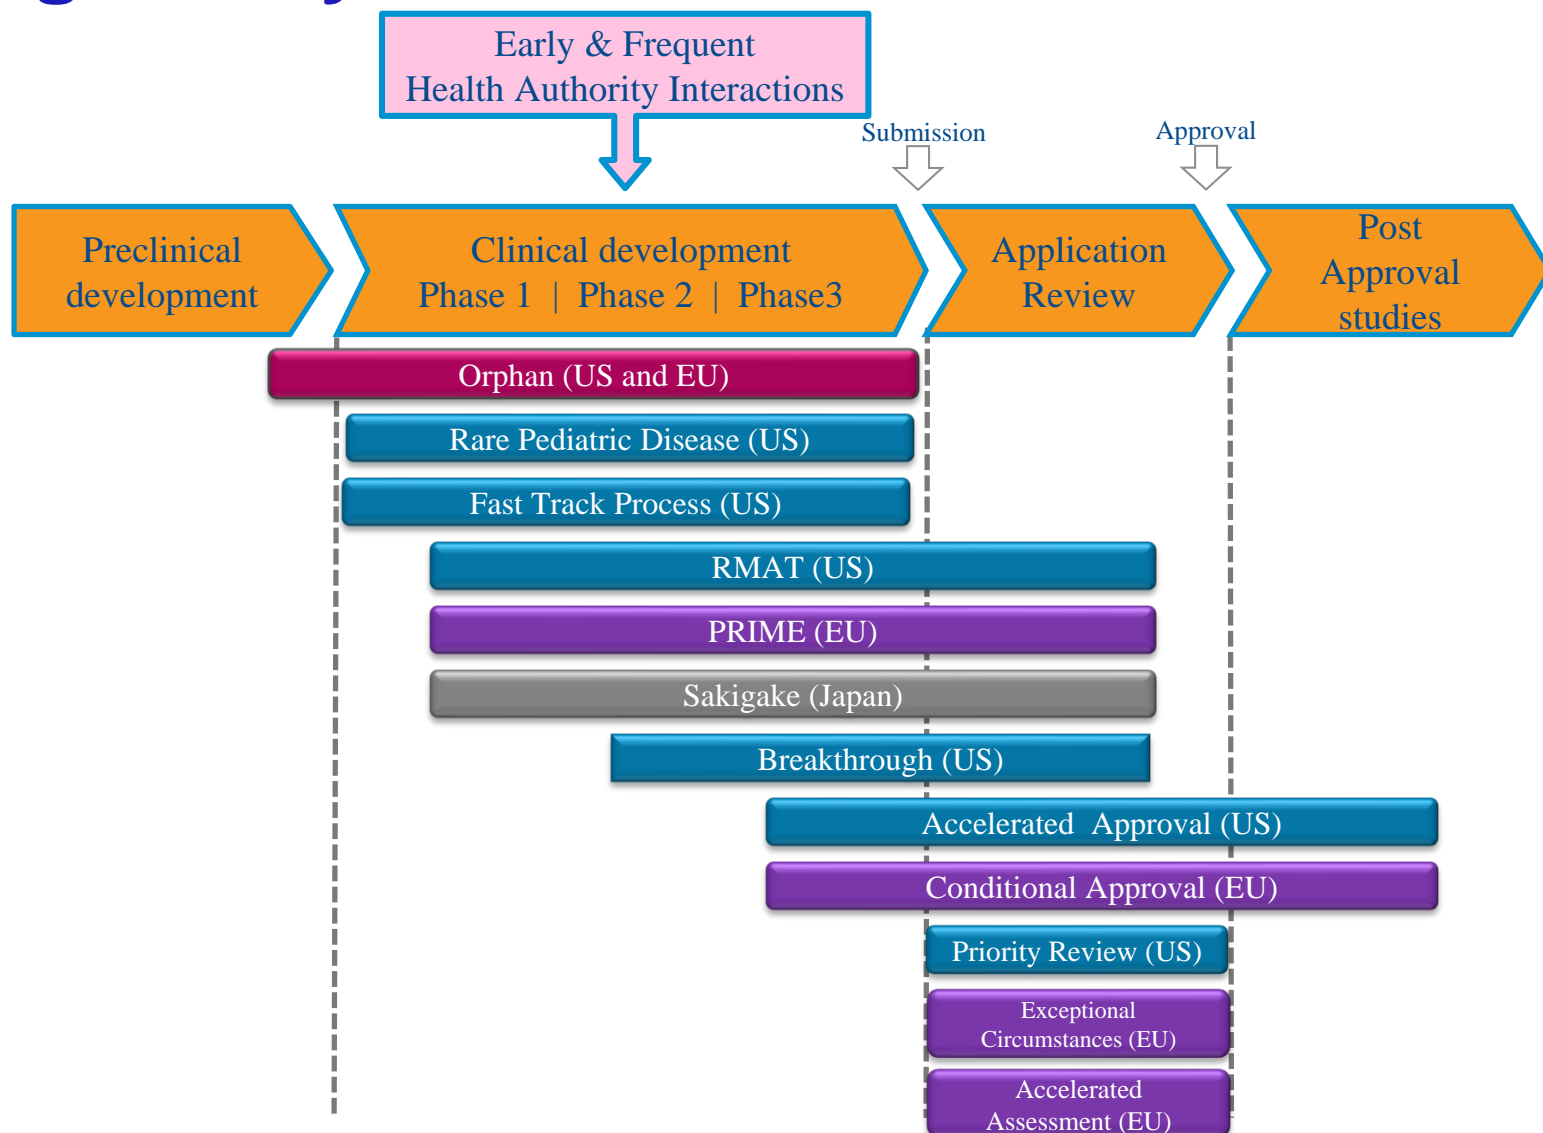 Early & Frequent
Health Authority Interactions
Submission
Approval
Preclinical
development
Clinical development
Phase 1 | Phase 2 | Phase3
Application
Review
Post
Approval
studies
Orphan (US and EU)
Rare Pediatric Disease (US)
Fast Track Process (US)
RMAT (US)
PRIME (EU)
Sakigake (Japan)
Breakthrough (US)
Accelerated Approval (US)
Conditional Approval (EU)
Priority Review (US)
Exceptional
Circumstances (EU)
Accelerated
Assessment (EU)